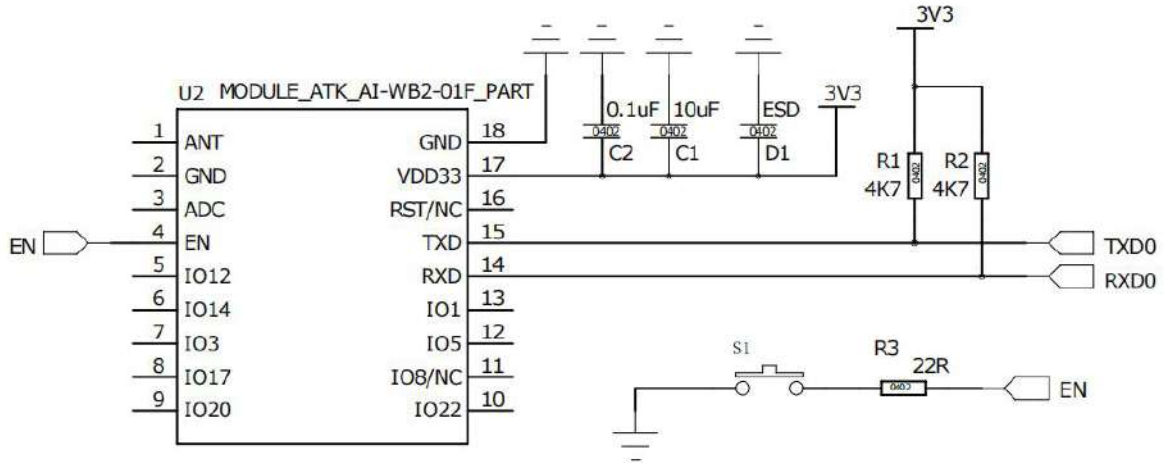 3V3
U2 MODULE_ATK_AI-WB2-01F_PART
0.1uF 10uF ESD 3V3
0402 0402 0402
C2 C1 D1
1 ANT GND 18
2 GND VDD33 17
3 ADC RST/NC 16
EN 4 EN TXD 15 TXD0
5 IO12 RXD 14 RXD0
6 IO14 IO1 13
7 IO3 IO5 12
8 IO17 IO8/NC 11
9 IO20 IO22 10
R1 R2
4K7 0402 4K7 0402
S1 R3
22R
0402 EN